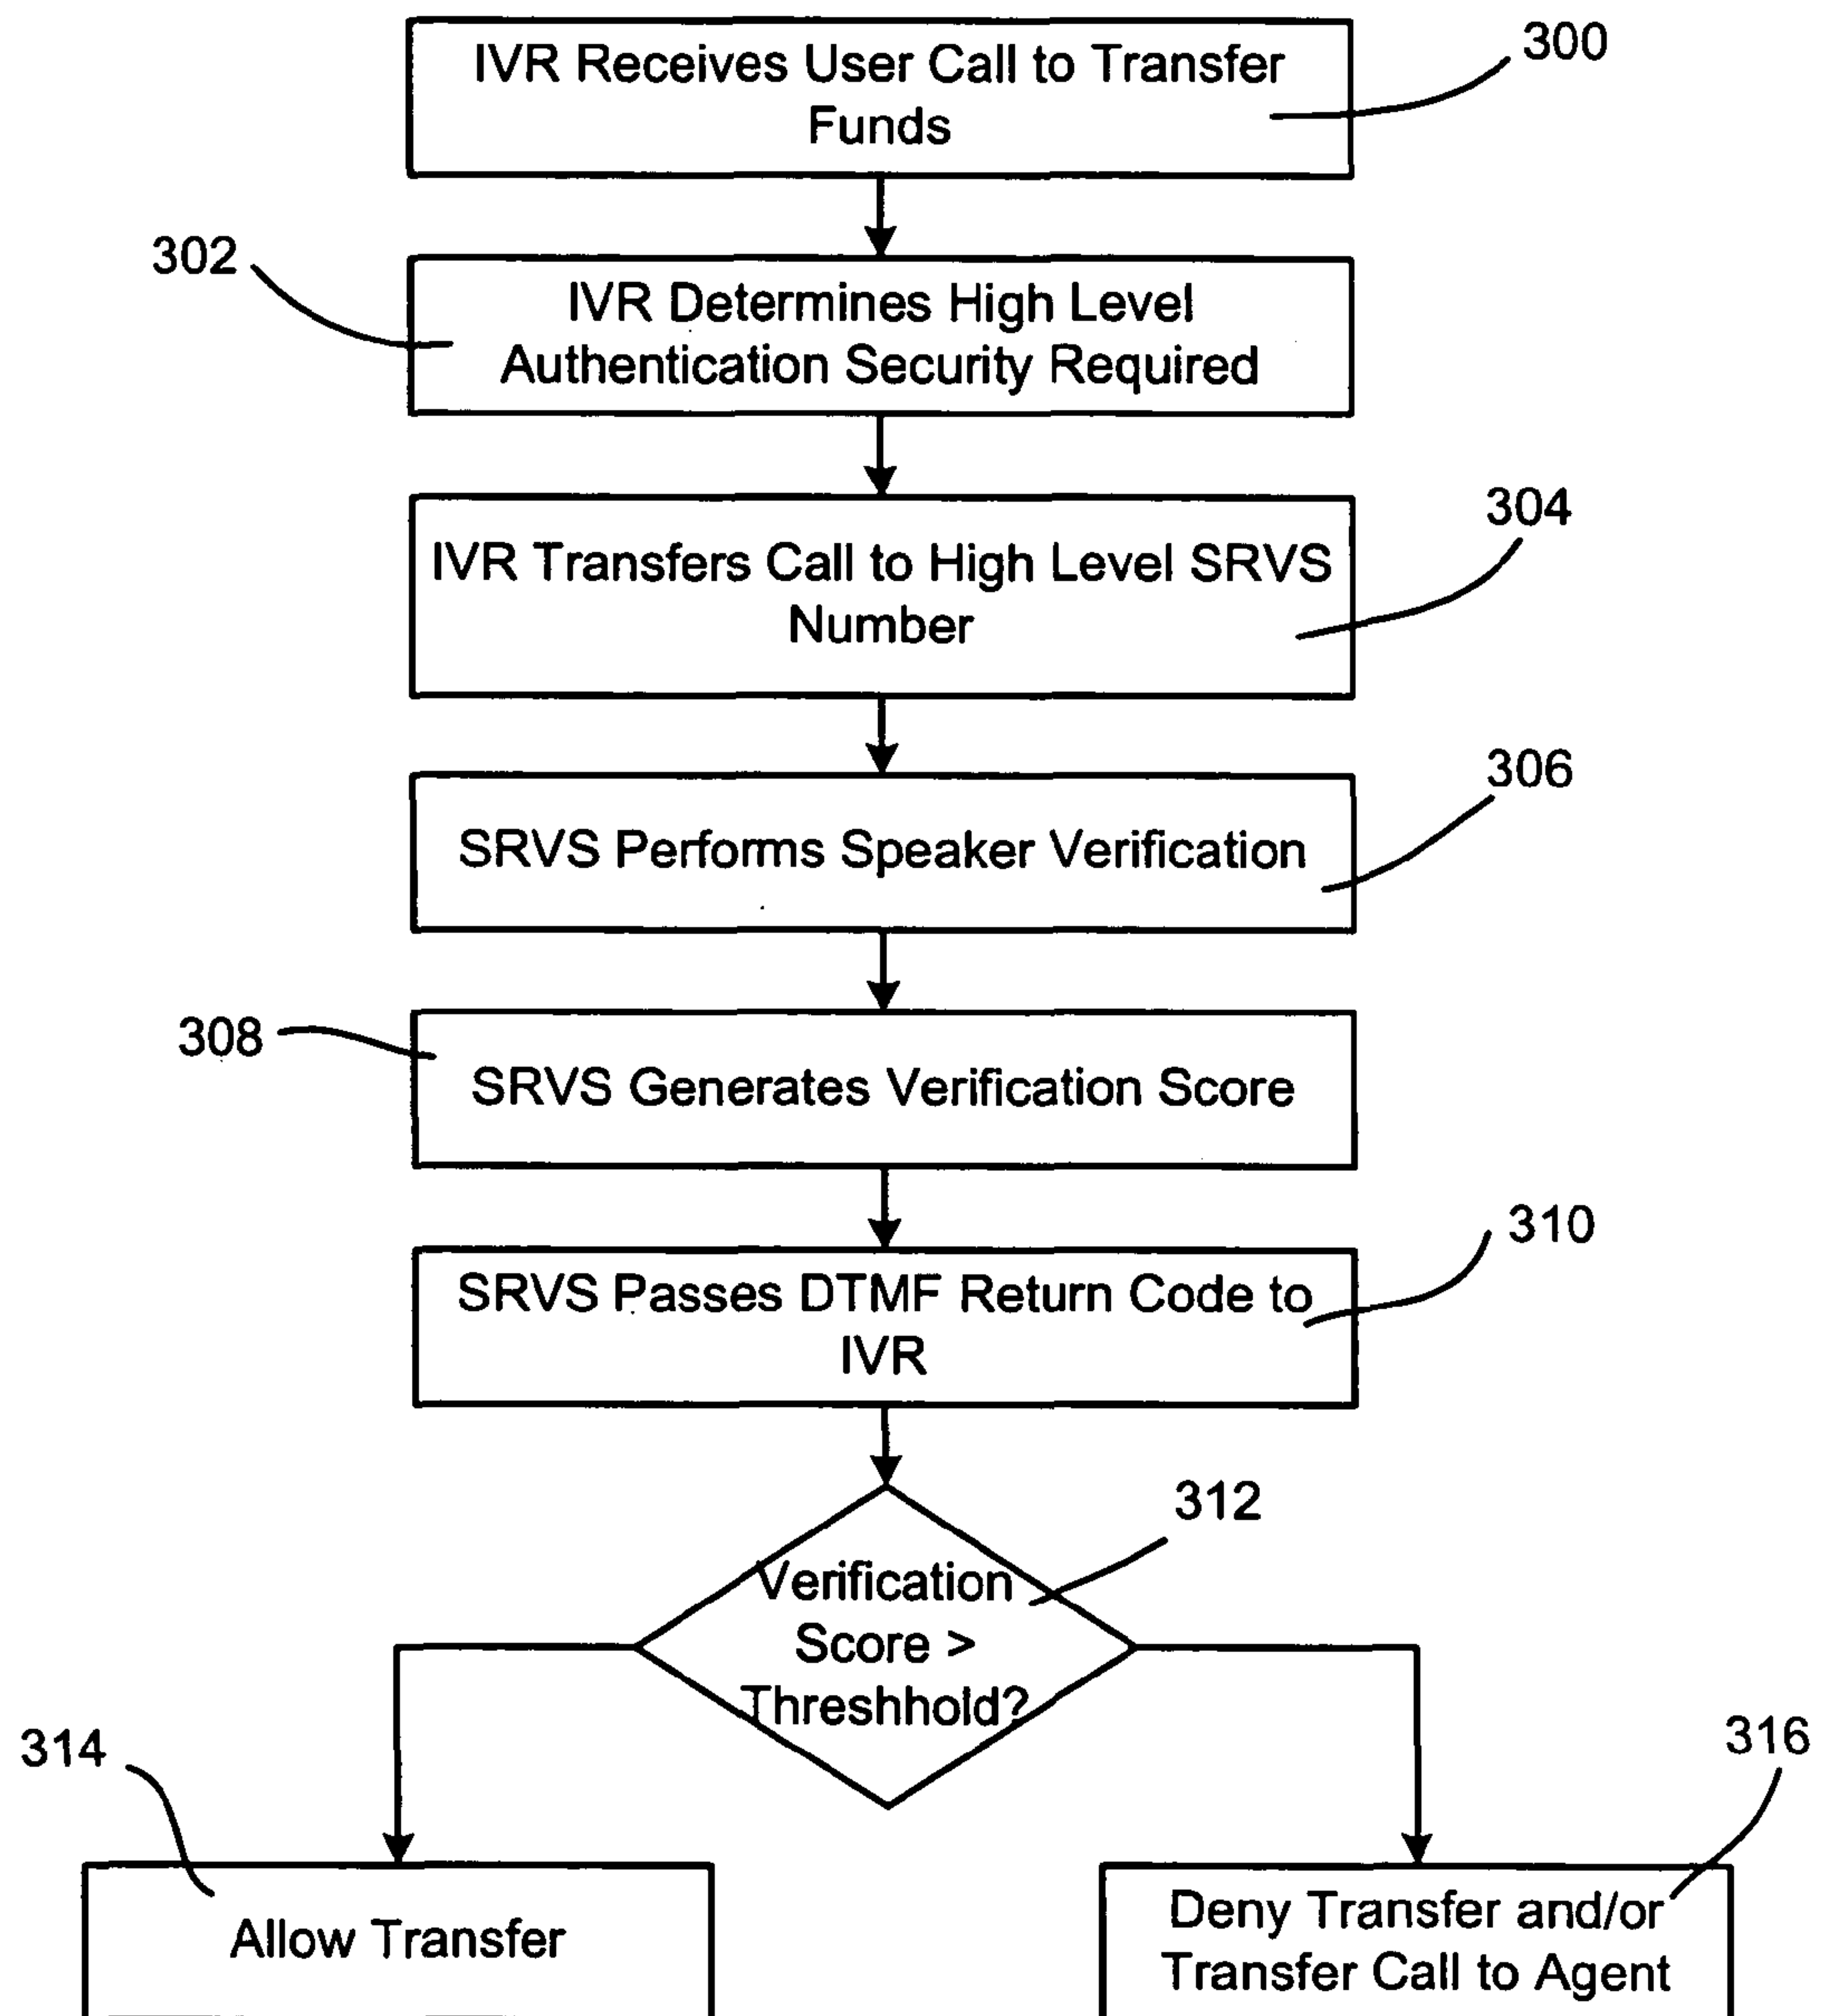 300
IVR Receives User Call to Transfer
Funds
302
IVR Determines High Level
Authentication Security Required
304
IVR Transfers Call to High Level SRVS
Number
306
SRVS Performs Speaker Verification
308
SRVS Generates Verification Score
310
SRVS Passes DTMF Return Code to
IVR
312
Verification
Score >
Threshhold?
314
Allow Transfer
316
Deny Transfer and/or
Transfer Call to Agent